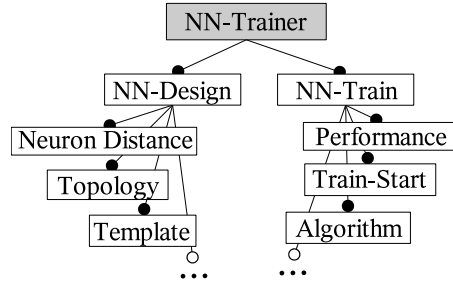 NN-Trainer
NN-Design NN-Train
Neuron Distance Performance
Topology Train-Start
Template Algorithm
... ...